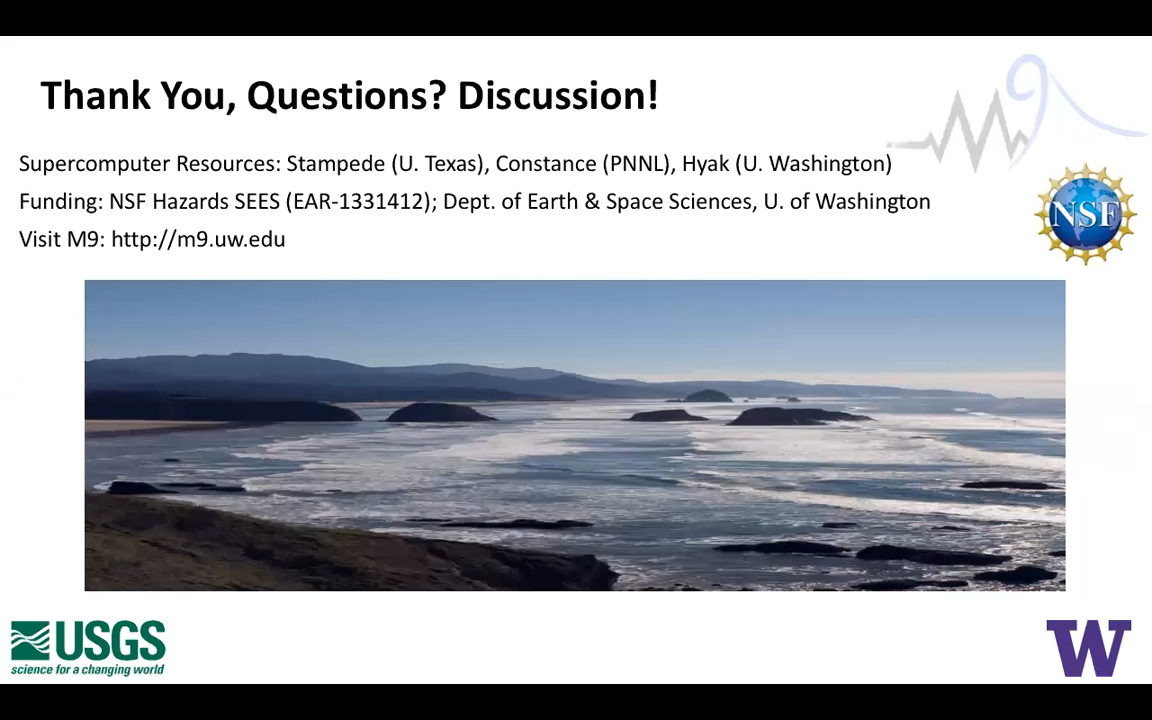 Thank You, Questions? Discussion!
M9
Supercomputer Resources: Stampede (U. Texas), Constance (PNNL), Hyak (U. Washington)
Funding: NSF Hazards SEES (EAR-1331412); Dept. of Earth & Space Sciences, U. of Washington
NSF
Visit M9: http://m9.uw.edu
USGS
science for a changing world
W